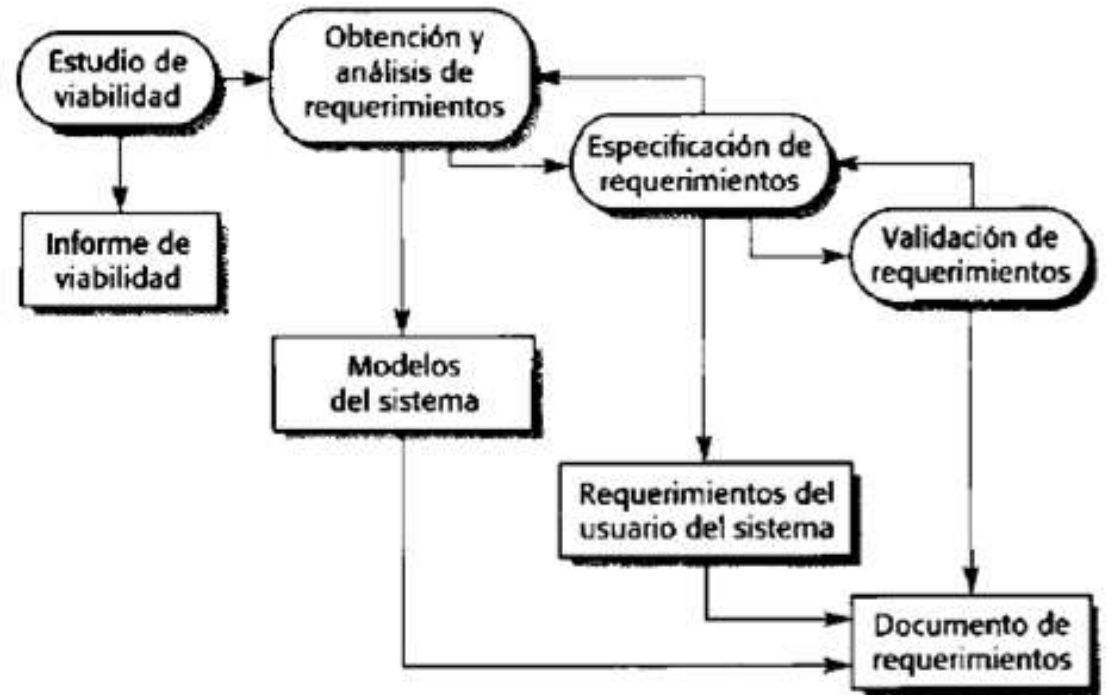 Estudio de
viabilidad
Obtención y
análisis de
requerimientos
Especificación de
requerimientos
Validación de
requerimientos
Informe de
viabilidad
Modelos
del sistema
Requerimientos del
usuario del sistema
Documento de
requerimientos